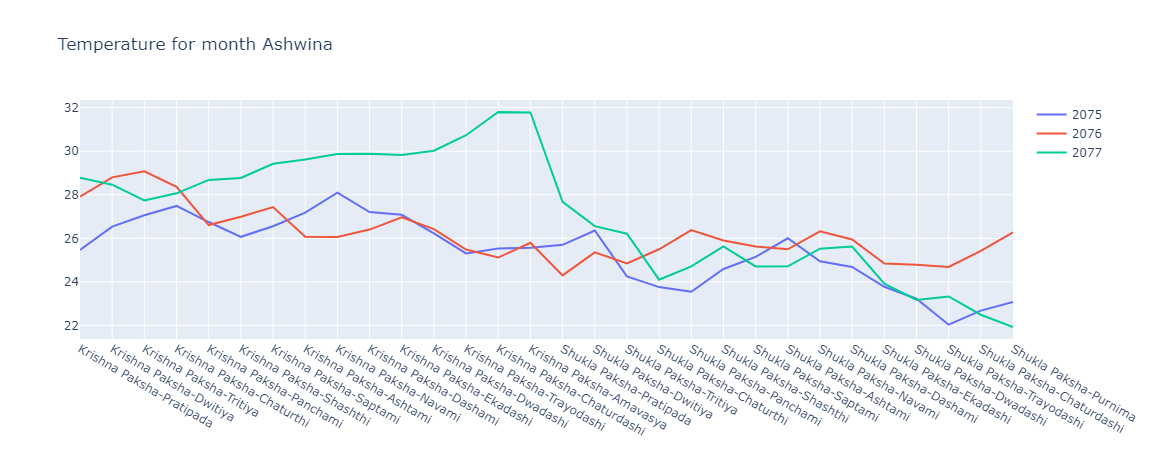 Temperature for month Ashwina
32
30
28
26
24
22
2075
2076
2077
Krishna Paksha-Pratipada
Krishna Paksha-Dwitiya
Krishna Paksha-Tritiya
Krishna Paksha-Chaturthi
Krishna Paksha-Panchami
Krishna Paksha-Shashthi
Krishna Paksha-Saptami
Krishna Paksha-Ashtami
Krishna Paksha-Navami
Krishna Paksha-Dashami
Krishna Paksha-Ekadashi
Krishna Paksha-Dwadashi
Krishna Paksha-Trayodashi
Krishna Paksha-Chaturdashi
Krishna Paksha-Amavasya
Shukla Paksha-Pratipada
Shukla Paksha-Dwitiya
Shukla Paksha-Tritiya
Shukla Paksha-Chaturthi
Shukla Paksha-Panchami
Shukla Paksha-Shashthi
Shukla Paksha-Saptami
Shukla Paksha-Ashtami
Shukla Paksha-Navami
Shukla Paksha-Dashami
Shukla Paksha-Ekadashi
Shukla Paksha-Dwadashi
Shukla Paksha-Trayodashi
Shukla Paksha-Chaturdashi
Shukla Paksha-Purnima